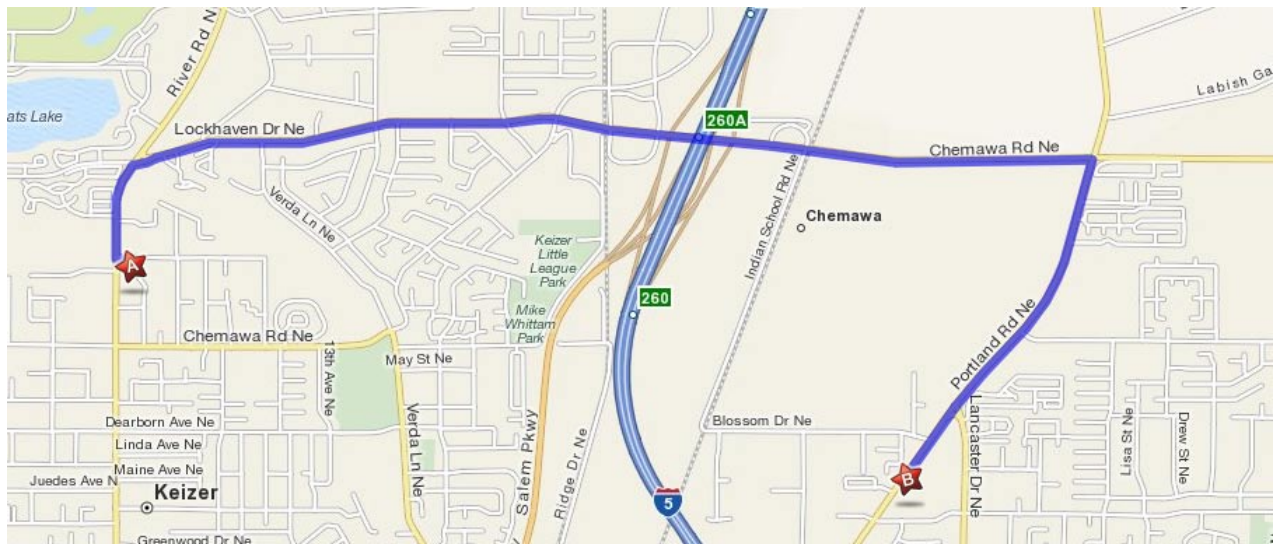 River Rd N
ats Lake
Lockhaven Dr Ne
260A
Chemawa Rd Ne
Labish Ga
Verda Ln Ne
Indian School Rd Ne
Chemawa
Keizer
Little
League
Park
A
260
Mike
Whittam
Park
Chemawa Rd Ne
13th Ave Ne
May St Ne
Portland Rd Ne
Dearborn Ave Ne
Linda Ave Ne
Maine Ave Ne
Juedes Ave N
Keizer
Greenwood Dr Ne
Verda Ln Ne
Salem Pkwy
Ridge Dr Ne
5
Blossom Dr Ne
B
Lancaster Dr Ne
Lisa St Ne
Drew St Ne